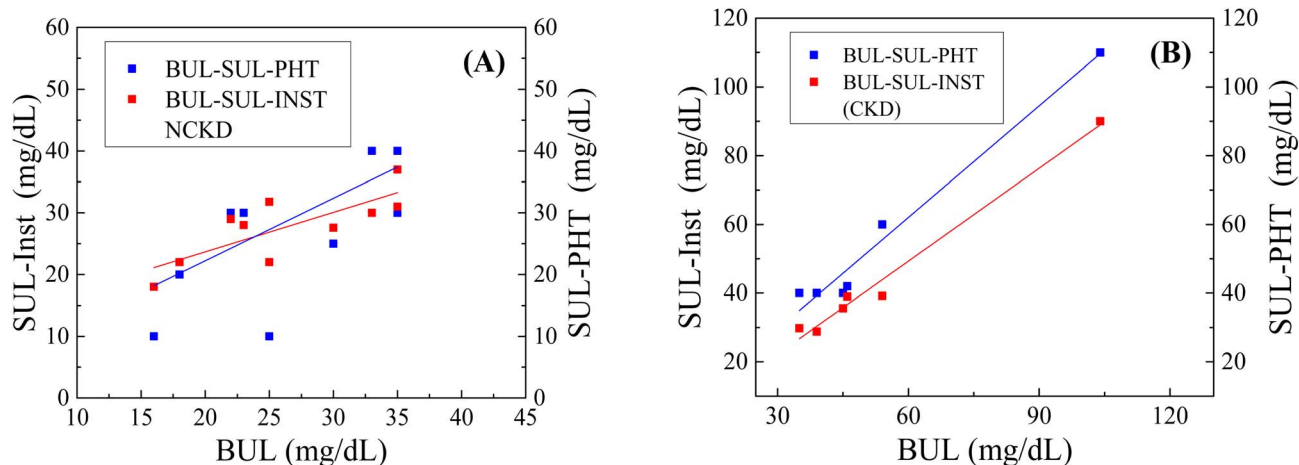 (A)
BUL-SUL-PHT
BUL-SUL-INST
NCKD
SUL-Inst (mg/dL)
60
50
40
30
20
10
0
SUL-PHT (mg/dL)
60
50
40
30
20
10
0
10 15 20 25 30 35 40 45
BUL (mg/dL)
(B)
BUL-SUL-PHT
BUL-SUL-INST
(CKD)
SUL-Inst (mg/dL)
120
100
80
60
40
20
SUL-PHT (mg/dL)
120
100
80
60
40
20
30 60 90 120
BUL (mg/dL)